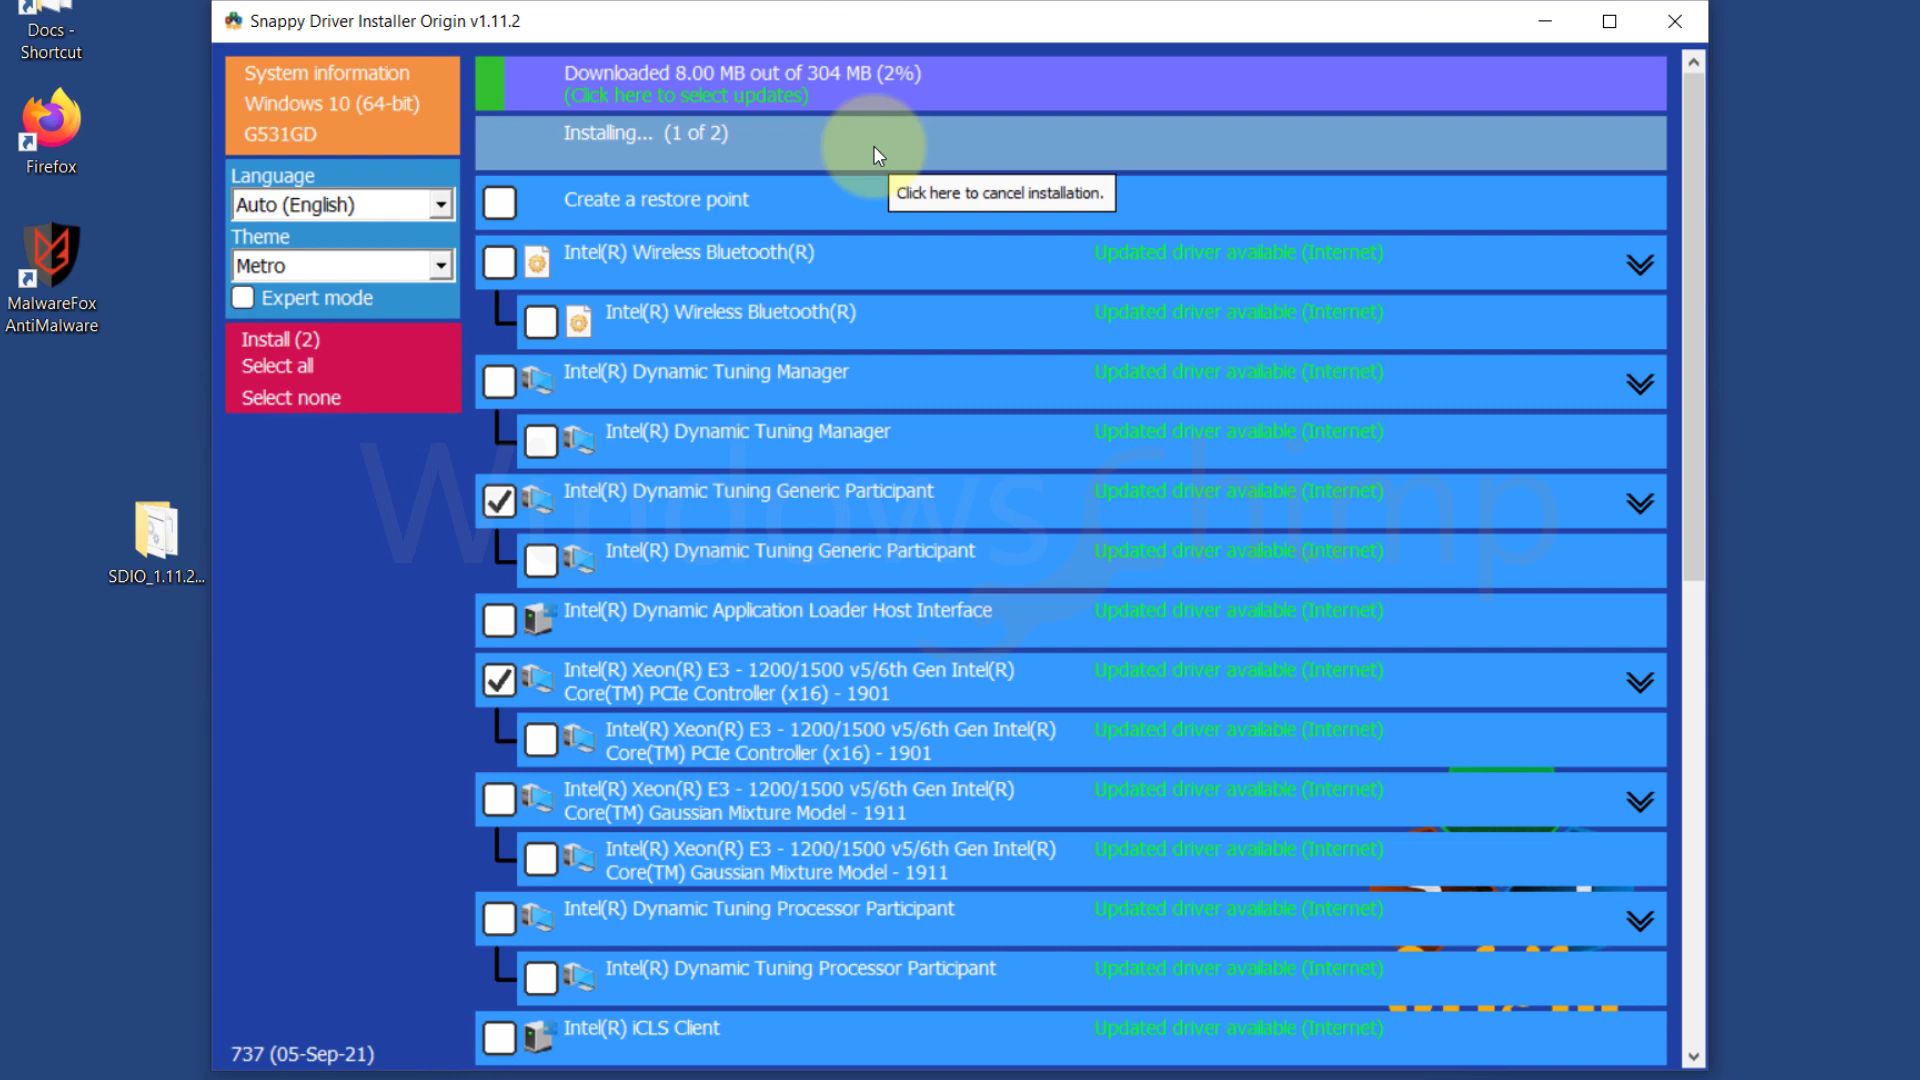 Docs -
Shortcut
Firefox
MalwareFox
AntiMalware
SDIO_1.11.2...
Snappy Driver Installer Origin v1.11.2
System information
Windows 10 (64-bit)
G531GD
Language
Auto (English)
Theme
Metro
Expert mode
Install (2)
Select all
Select none
737 (05-Sep-21)
Downloaded 8.00 MB out of 304 MB (2%)
(Click here to select updates)
Installing... (1 of 2)
Click here to cancel installation.
Create a restore point
Intel(R) Wireless Bluetooth(R) Updated driver available (Internet)
Intel(R) Wireless Bluetooth(R) Updated driver available (Internet)
Intel(R) Dynamic Tuning Manager Updated driver available (Internet)
Intel(R) Dynamic Tuning Manager Updated driver available (Internet)
Intel(R) Dynamic Tuning Generic Participant Updated driver available (Internet)
WindowsChimp
Intel(R) Dynamic Tuning Generic Participant Updated driver available (Internet)
Intel(R) Dynamic Application Loader Host Interface Updated driver available (Internet)
Intel(R) Xeon(R) E3 - 1200/1500 v5/6th Gen Intel(R) Updated driver available (Internet)
Core(TM) PCIe Controller (x16) - 1901
Intel(R) Xeon(R) E3 - 1200/1500 v5/6th Gen Intel(R) Updated driver available (Internet)
Core(TM) PCIe Controller (x16) - 1901
Intel(R) Xeon(R) E3 - 1200/1500 v5/6th Gen Intel(R) Updated driver available (Internet)
Core(TM) Gaussian Mixture Model - 1911
Intel(R) Xeon(R) E3 - 1200/1500 v5/6th Gen Intel(R) Updated driver available (Internet)
Core(TM) Gaussian Mixture Model - 1911
Intel(R) Dynamic Tuning Processor Participant Updated driver available (Internet)
Intel(R) Dynamic Tuning Processor Participant Updated driver available (Internet)
Intel(R) iCLS Client Updated driver available (Internet)